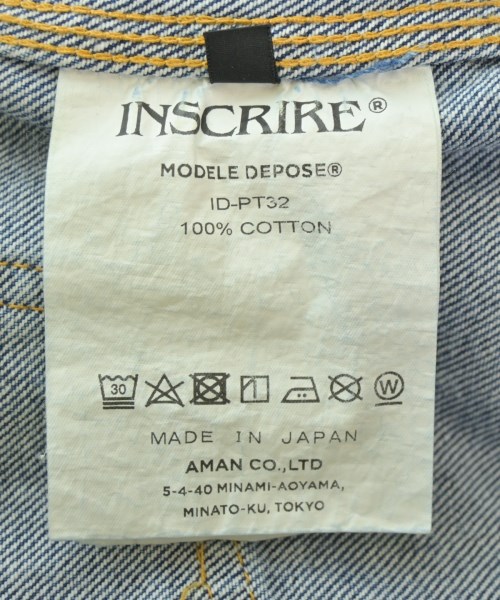 INSCRIRE®
MODELE DEPOSE®
ID-PT32
100% COTTON
30 W
MADE IN JAPAN
AMAN CO.,LTD
5-4-40 MINAMI-AOYAMA,
MINATO-KU, TOKYO